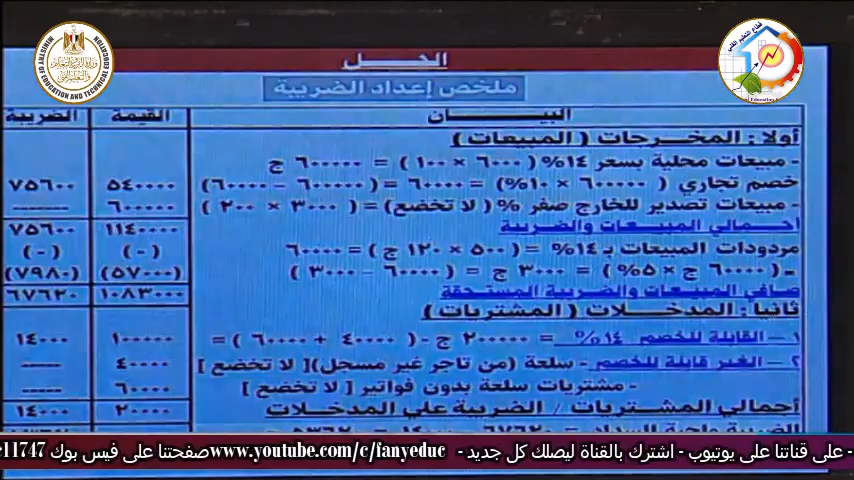 الحــــل
ملخص إعداد الضريبة
البيــــــان القيمة الضريبة
أولا : المخرجات ( المبيعات )
- مبيعات محلية بسعر ١٤% ( ٦٠٠٠ × ١٠٠ ) = ٦٠٠٠٠٠ ج
خصم تجاري ( ٦٠٠٠٠٠ × ١٠%) = ٦٠٠٠٠ = (٦٠٠٠٠٠ – ٦٠٠٠٠) ٥٤٠٠٠٠ ٧٥٦٠٠
- مبيعات تصدير للخارج صفر % ( لا تخضع) = ( ٣٠٠٠ × ٢٠٠ ) ٦٠٠٠٠٠ -----
اجمالي المبيعات والضريبة ١١٤٠٠٠٠ ٧٥٦٠٠
مردودات المبيعات بـ ١٤% = ( ٥٠٠ × ١٢٠ ج ) = ٦٠٠٠٠ (-) (-)
- (٦٠٠٠٠ ج × ٥%) = ٣٠٠٠ ج = ( ٦٠٠٠٠ – ٣٠٠٠ ) (٥٧٠٠٠) (٧٩٨٠)
صافي المبيعات والضريبة المستحقة ١٠٨٣٠٠٠ ٦٧٦٢٠
ثانيا : المدخلات ( المشتريات )
١ – القابلة للخصم ١٤% = ٢٠٠٠٠٠ ج - ( ٤٠٠٠٠ + ٦٠٠٠٠ ) = ١٠٠٠٠٠ ١٤٠٠٠
٢ – الغير قابلة للخصم - سلعة (من تاجر غير مسجل) [ لا تخضع ] ٤٠٠٠٠ -----
- مشتريات سلعة بدون فواتير [ لا تخضع ] ٦٠٠٠٠ -----
أجمالي المشتريات / الضريبة علي المدخلات ٢٠٠٠٠ ١٤٠٠٠
- على قناتنا على يوتيوب - اشترك بالقناة ليصلك كل جديد - www.youtube.com/c/fanyeduc صفحتنا على فيس بوك